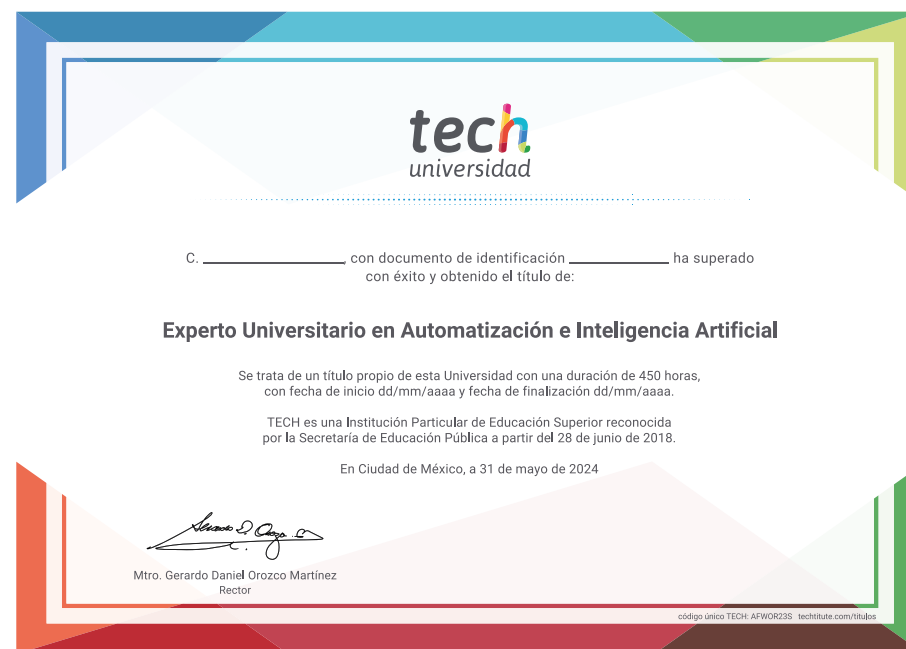 tech
universidad
C. ____________, con documento de identificación ____________ ha superado
con éxito y obtenido el título de:
Experto Universitario en Automatización e Inteligencia Artificial
Se trata de un título propio de esta Universidad con una duración de 450 horas,
con fecha de inicio dd/mm/aaaa y fecha de finalización dd/mm/aaaa.
TECH es una Institución Particular de Educación Superior reconocida
por la Secretaría de Educación Pública a partir del 28 de junio de 2018.
En Ciudad de México, a 31 de mayo de 2024
Mtro. Gerardo Daniel Orozco Martínez
Rector
código único TECH: AFWOR23S techtitute.com/titulos